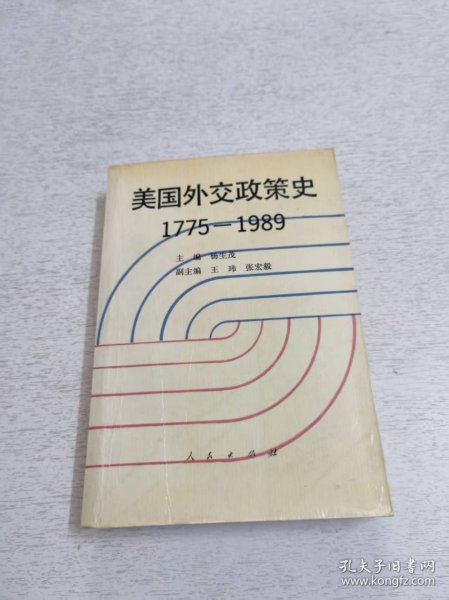 美国外交政策史
1775—1989
主 编 杨生茂
副主编 王 玮 张宏毅
人民出版社
孔夫子旧书网
www.kongfz.com